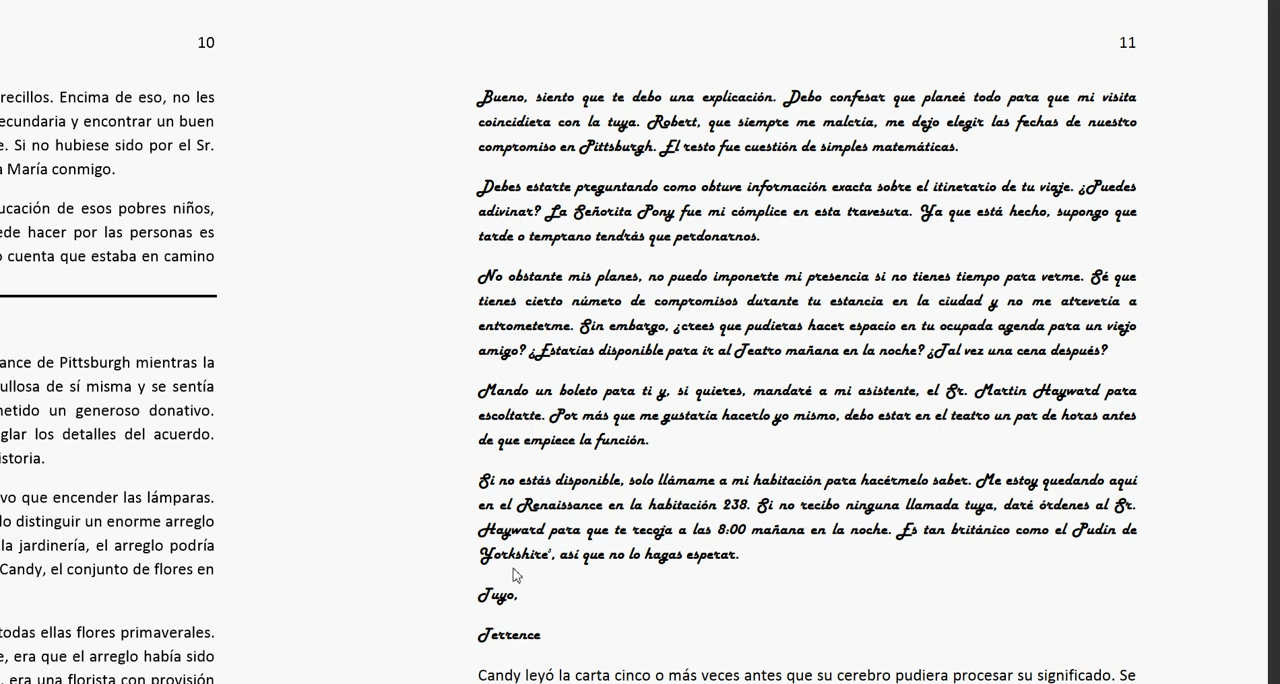 10
recillos. Encima de eso, no les
ecundaria y encontrar un buen
e. Si no hubiese sido por el Sr.
a María conmigo.
ucación de esos pobres niños,
ede hacer por las personas es
o cuenta que estaba en camino
ance de Pittsburgh mientras la
ullosa de sí misma y se sentía
netido un generoso donativo.
glar los detalles del acuerdo.
istoria.
vo que encender las lámparas.
lo distinguir un enorme arreglo
la jardinería, el arreglo podría
Candy, el conjunto de flores en
todas ellas flores primaverales.
e, era que el arreglo había sido
, era una florista con provisión
11
Bueno, siento que te debo una explicación. Debo confesar que planeé todo para que mi visita
coincidiera con la tuya. Robert, que siempre me malcría, me dejo elegir las fechas de nuestro
compromiso en Pittsburgh. El resto fue cuestión de simples matemáticas.
Debes estarte preguntando como obtuve información exacta sobre el itinerario de tu viaje. ¿Puedes
adivinar? La Señorita Pony fue mi cómplice en esta travesura. Ya que está hecho, supongo que
tarde o temprano tendrás que perdonarnos.
No obstante mis planes, no puedo imponerte mi presencia si no tienes tiempo para verme. Sé que
tienes cierto número de compromisos durante tu estancia en la ciudad y no me atrevería a
entrometerme. Sin embargo, ¿crees que pudieras hacer espacio en tu ocupada agenda para un viejo
amigo? ¿Estarías disponible para ir al Teatro mañana en la noche? ¿Tal vez una cena después?
Mando un boleto para ti y, si quieres, mandaré a mi asistente, el Sr. Martin Hayward para
escoltarte. Por más que me gustaría hacerlo yo mismo, debo estar en el teatro un par de horas antes
de que empiece la función.
Si no estás disponible, solo llámame a mi habitación para hacérmelo saber. Me estoy quedando aquí
en el Renaissance en la habitación 238. Si no recibo ninguna llamada tuya, daré órdenes al Sr.
Hayward para que te recoja a las 8:00 mañana en la noche. Es tan británico como el Pudín de
Yorkshire', así que no lo hagas esperar.
Tuyo,
Terrence
Candy leyó la carta cinco o más veces antes que su cerebro pudiera procesar su significado. Se